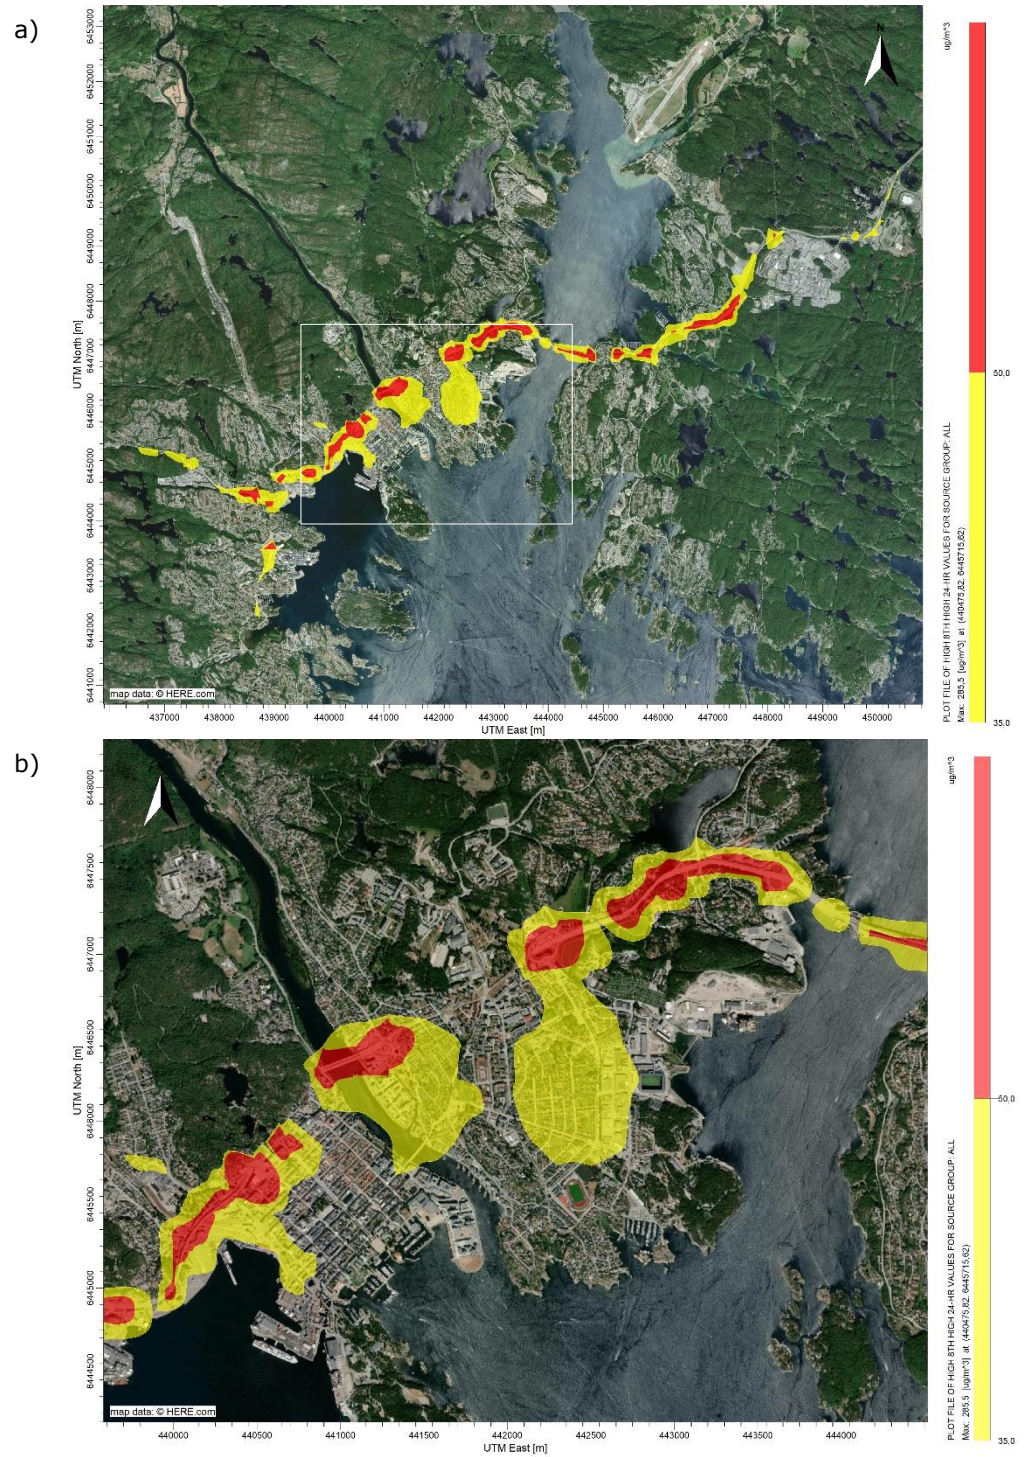 a)
6453000
6452000
6451000
6450000
6449000
6448000
6447000
6446000
6445000
6444000
6443000
6442000
6441000
UTM North [m]
N
map data: © HERE.com
437000 438000 439000 440000 441000 442000 443000 444000 445000 446000 447000 448000 449000 450000
UTM East [m]
ug/m^3
50,0
35,0
PLOT FILE OF HIGH 8TH HIGH 24-HR VALUES FOR SOURCE GROUP: ALL
Max: 285,5 [ug/m^3] at (440475,82, 6445715,62)
b)
6448000
6447500
6447000
6446500
6446000
6445500
6445000
6444500
UTM North [m]
map data: © HERE.com
440000 440500 441000 441500 442000 442500 443000 443500 444000
UTM East [m]
ug/m^3
50,0
35,0
PLOT FILE OF HIGH 8TH HIGH 24-HR VALUES FOR SOURCE GROUP: ALL
Max: 285,5 [ug/m^3] at (440475,82, 6445715,62)